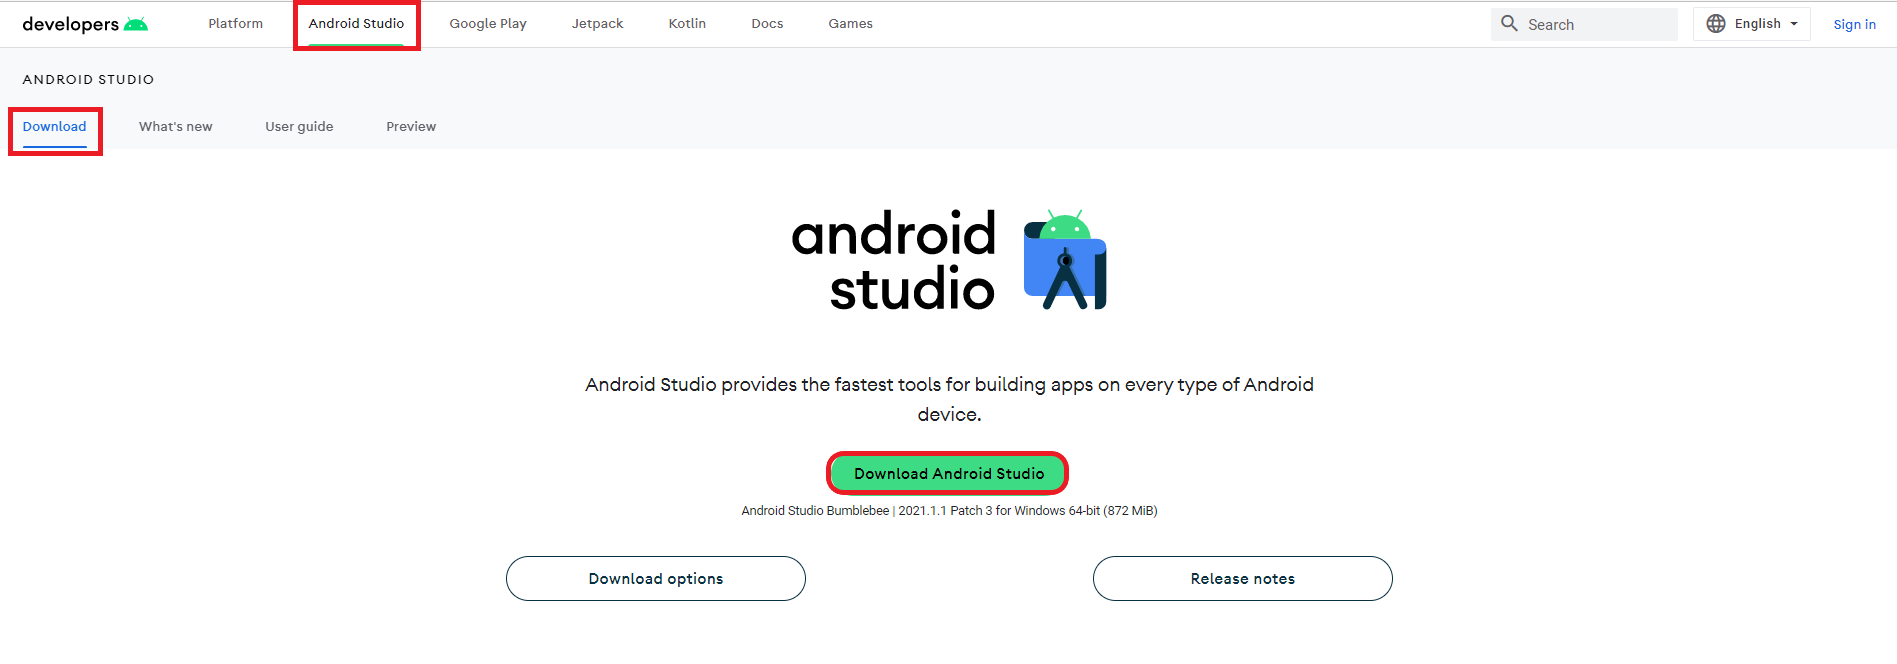 developers Platform Android Studio Google Play Jetpack Kotlin Docs Games Search English Sign in
ANDROID STUDIO
Download What's new User guide Preview
android
studio
Android Studio provides the fastest tools for building apps on every type of Android
device.
Download Android Studio
Android Studio Bumblebee | 2021.1.1 Patch 3 for Windows 64-bit (872 MiB)
Download options Release notes